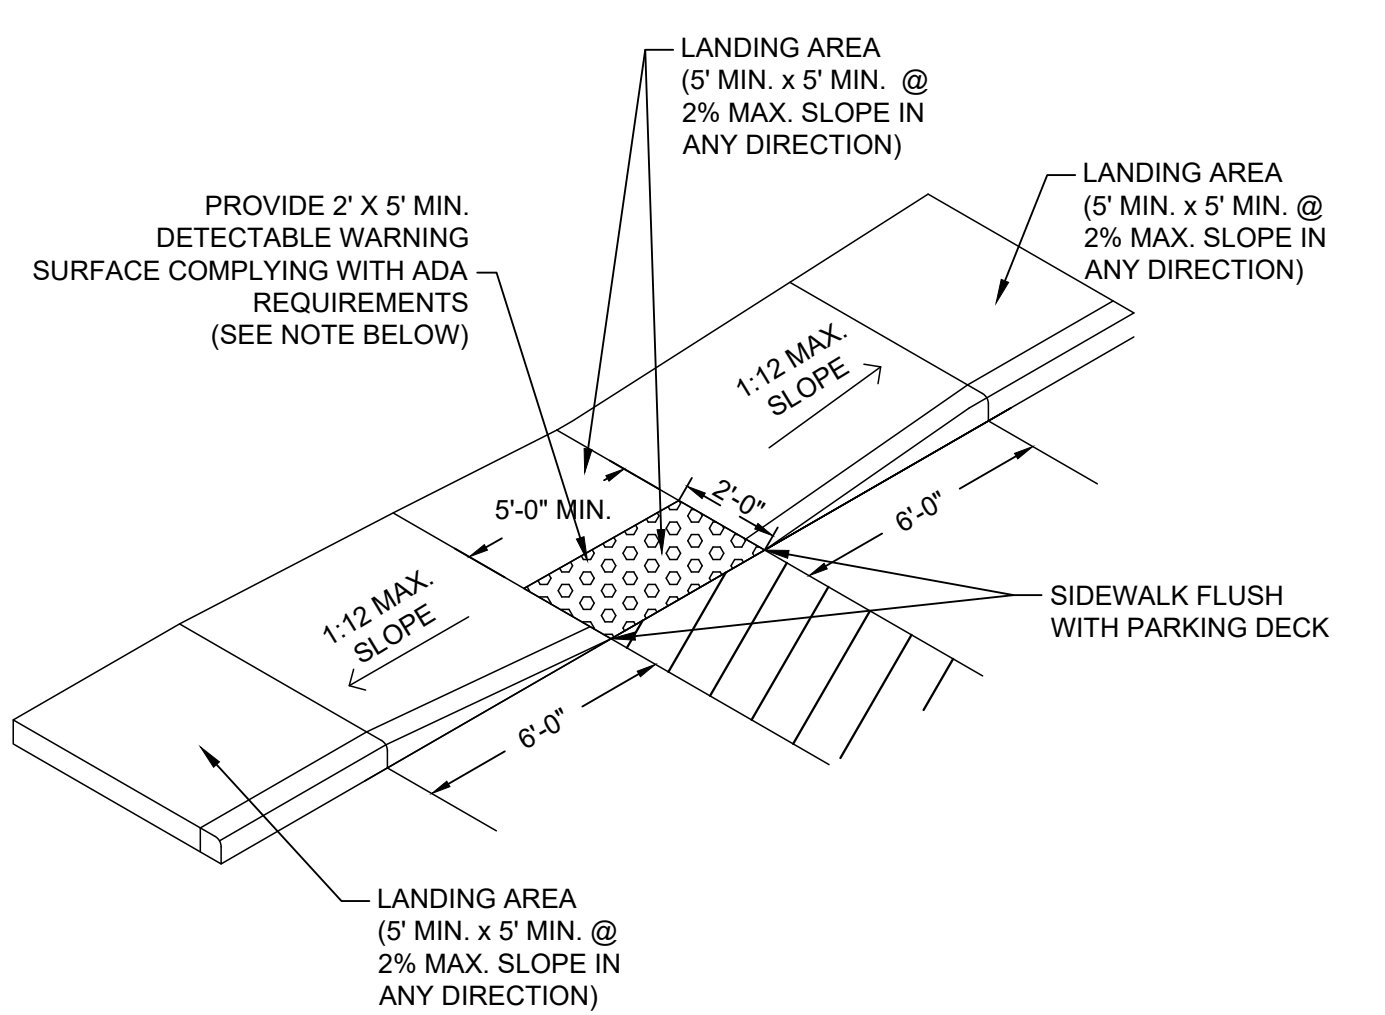 LANDING AREA
(5' MIN. x 5' MIN. @
2% MAX. SLOPE IN
ANY DIRECTION)
LANDING AREA
(5' MIN. x 5' MIN. @
2% MAX. SLOPE IN
ANY DIRECTION)
PROVIDE 2' X 5' MIN.
DETECTABLE WARNING
SURFACE COMPLYING WITH ADA
REQUIREMENTS
(SEE NOTE BELOW)
1:12 MAX.
SLOPE
5'-0" MIN.
2'-0"
6'-0"
1:12 MAX.
SLOPE
SIDEWALK FLUSH
WITH PARKING DECK
6'-0"
LANDING AREA
(5' MIN. x 5' MIN. @
2% MAX. SLOPE IN
ANY DIRECTION)